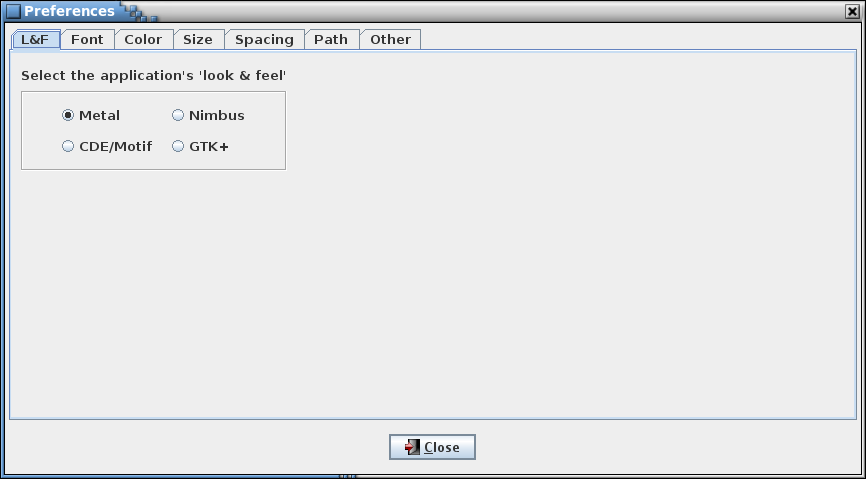 Preferences
L&F Font Color Size Spacing Path Other
Select the application's 'look & feel'
Metal Nimbus
CDE/Motif GTK+
Close